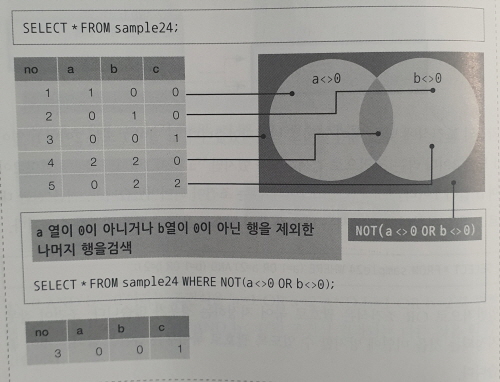 SELECT * FROM sample24;
no a b c
1 1 0 0
2 0 1 0
3 0 0 1
4 2 2 0
5 0 2 2
a<>0 b<>0
NOT(a<>0 OR b<>0)
a 열이 0이 아니거나 b열이 0이 아닌 행을 제외한
나머지 행을검색
SELECT * FROM sample24 WHERE NOT(a<>0 OR b<>0);
no a b c
3 0 0 1